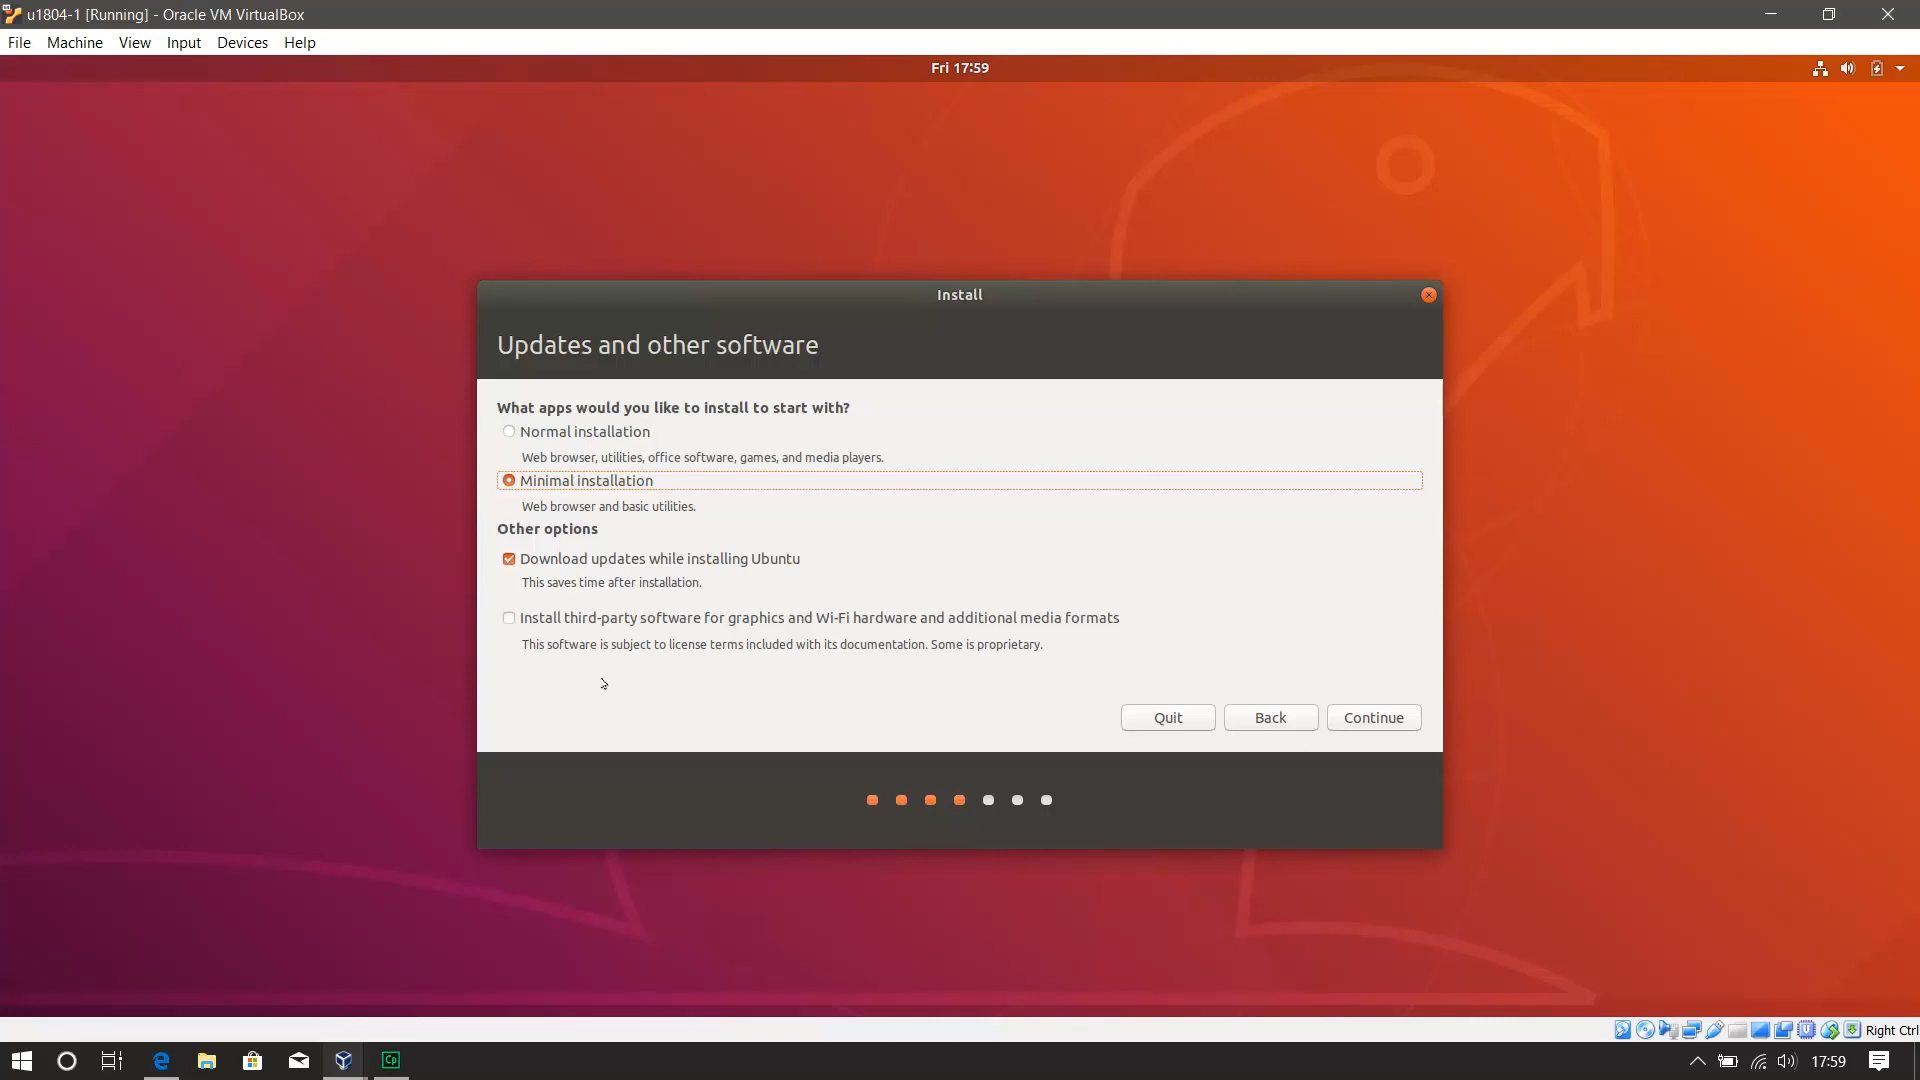 u1804-1 [Running] - Oracle VM VirtualBox
File Machine View Input Devices Help
Fri 17:59
Install
Updates and other software
What apps would you like to install to start with?
Normal installation
Web browser, utilities, office software, games, and media players.
Minimal installation
Web browser and basic utilities.
Other options
Download updates while installing Ubuntu
This saves time after installation.
Install third-party software for graphics and Wi-Fi hardware and additional media formats
This software is subject to license terms included with its documentation. Some is proprietary.
Quit Back Continue
Right Ctrl
Cp
17:59